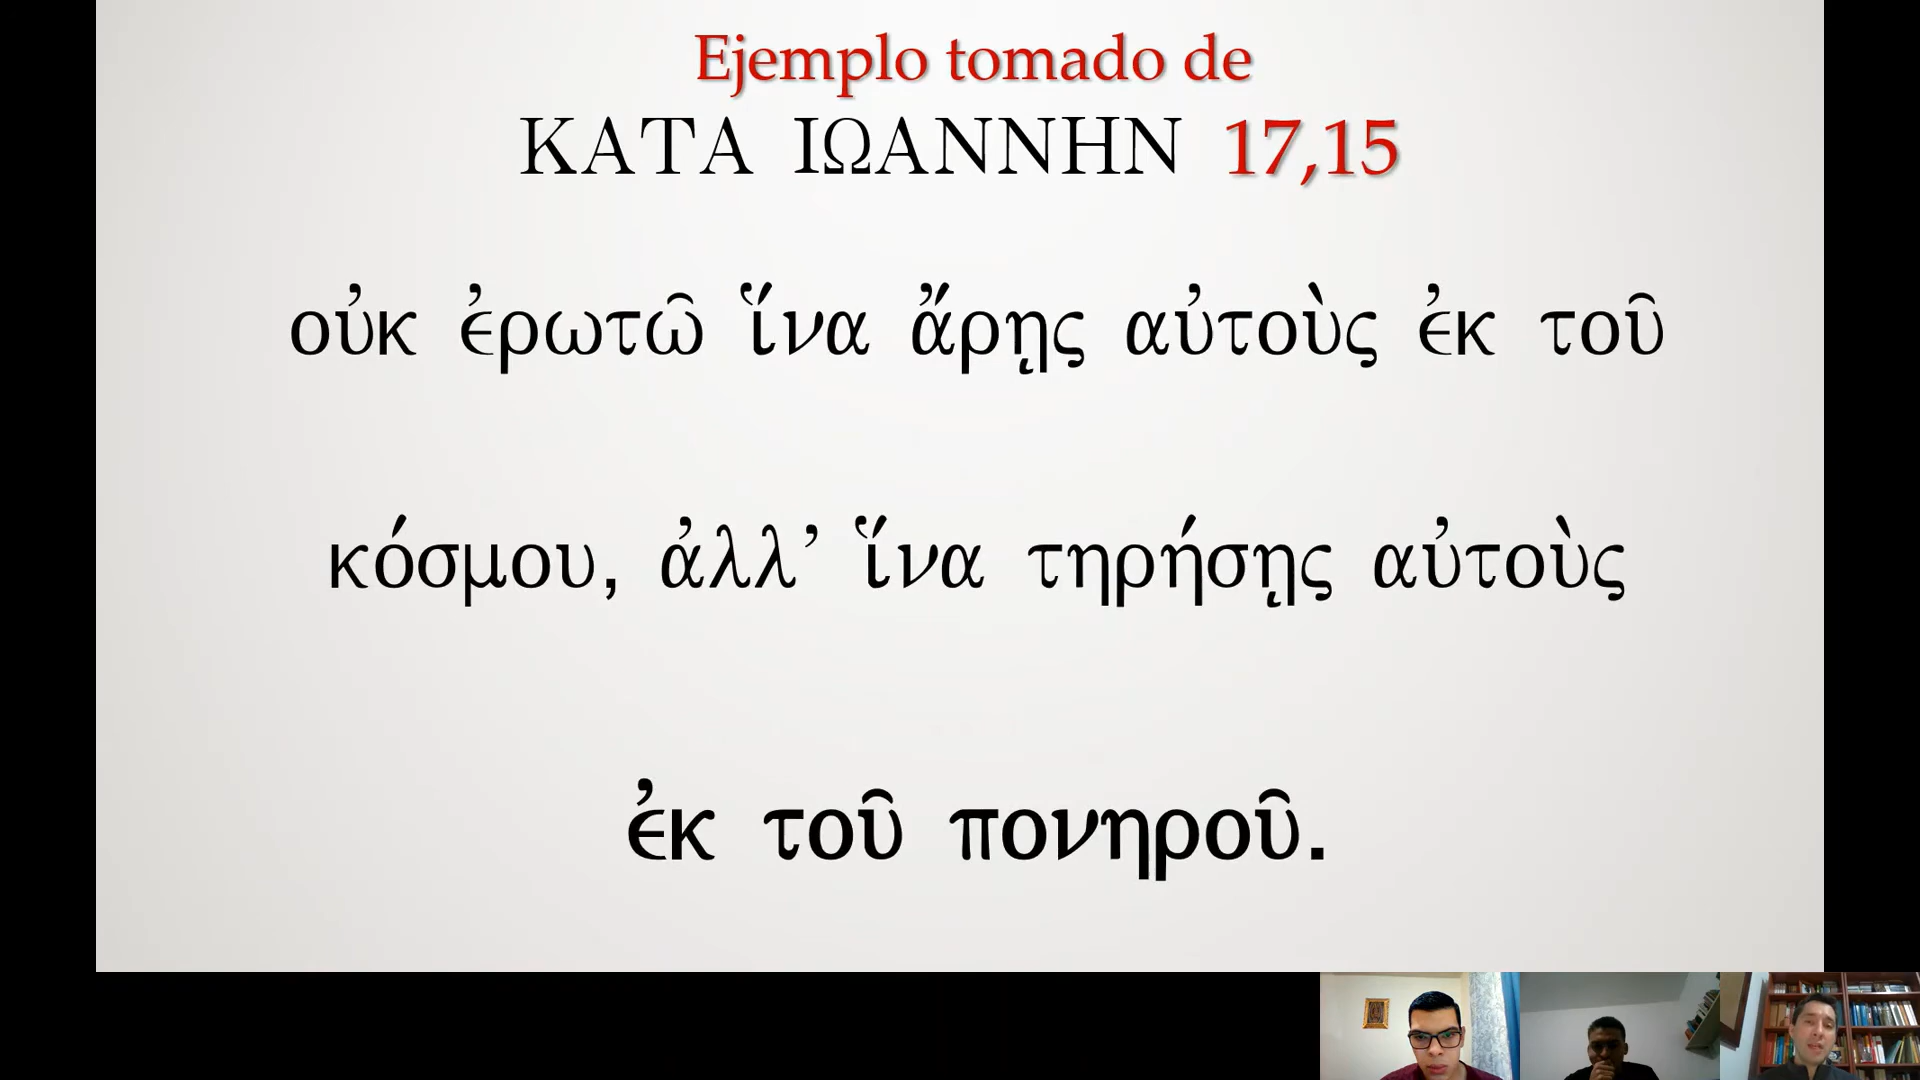 Ejemplo tomado de
ΚΑΤΑ ΙΩΑΝΝΗΝ 17,15
οὐκ ἐρωτῶ ἵνα ἄρῃς αὐτοὺς ἐκ τοῦ
κόσμου, ἀλλ’ ἵνα τηρήσῃς αὐτοὺς
ἐκ τοῦ πονηροῦ.